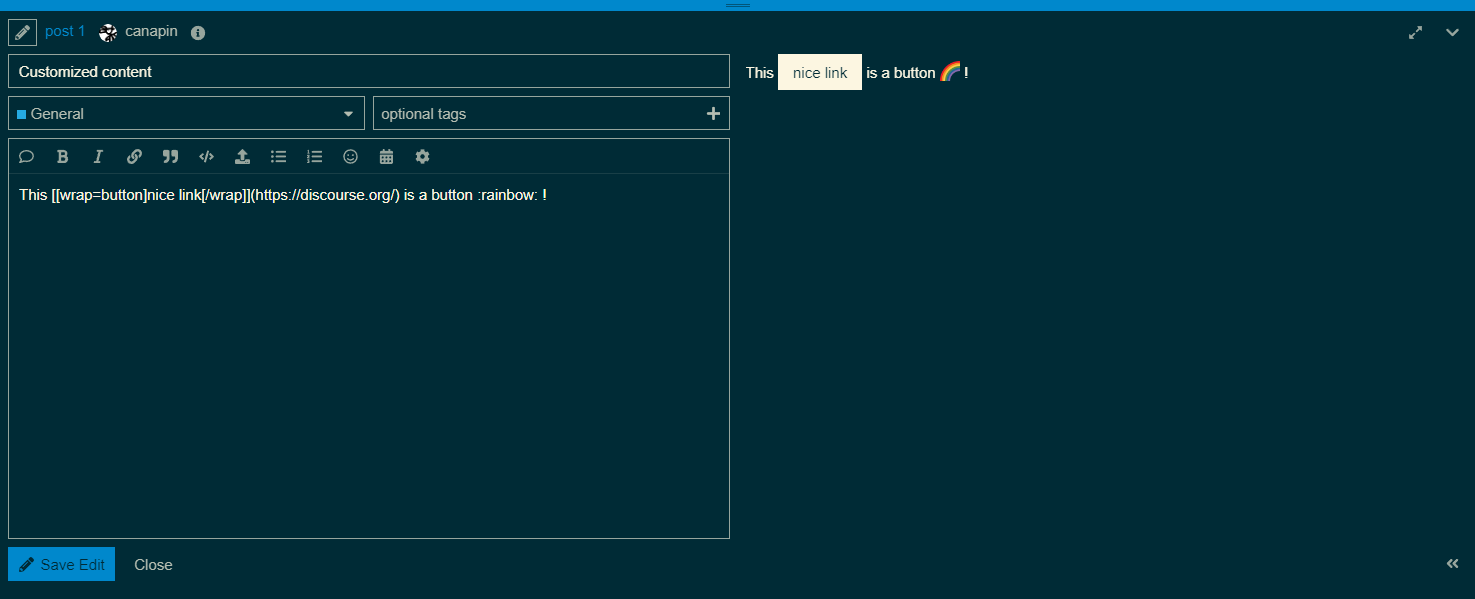 post 1 canapin
Customized content
General
optional tags
This [[wrap=button]nice link[/wrap]](https://discourse.org/) is a button :rainbow: !
Save Edit Close
This nice link is a button 🌈 !